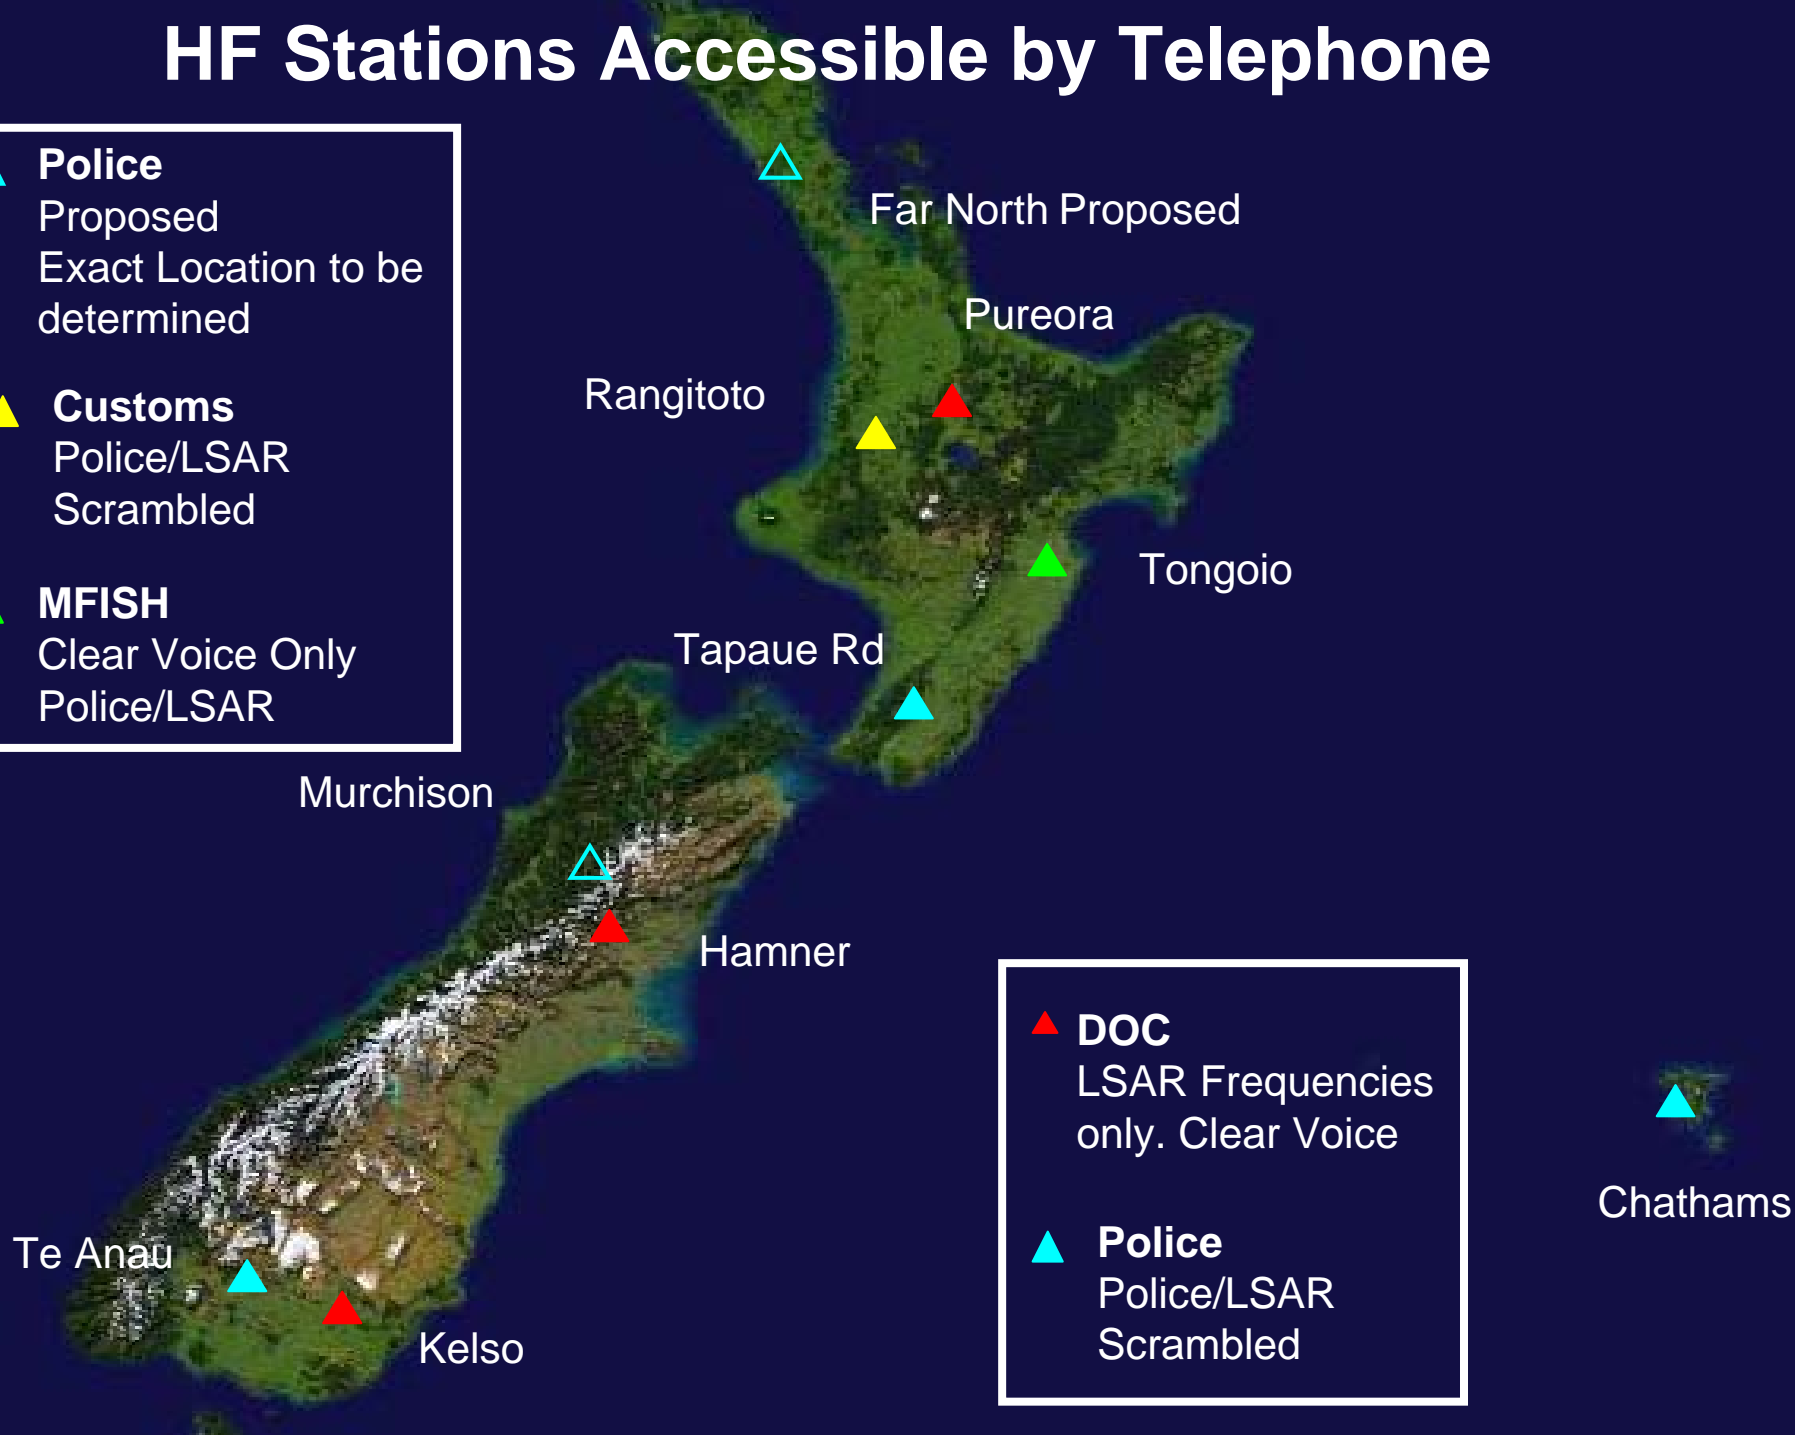 HF Stations Accessible by Telephone
Police
Proposed
Exact Location to be
determined
Customs
Police/LSAR
Scrambled
MFISH
Clear Voice Only
Police/LSAR
Far North Proposed
Pureora
Rangitoto
Tongoio
Tapaue Rd
Murchison
Hamner
Te Anau
Kelso
DOC
LSAR Frequencies
only. Clear Voice
Police
Police/LSAR
Scrambled
Chathams